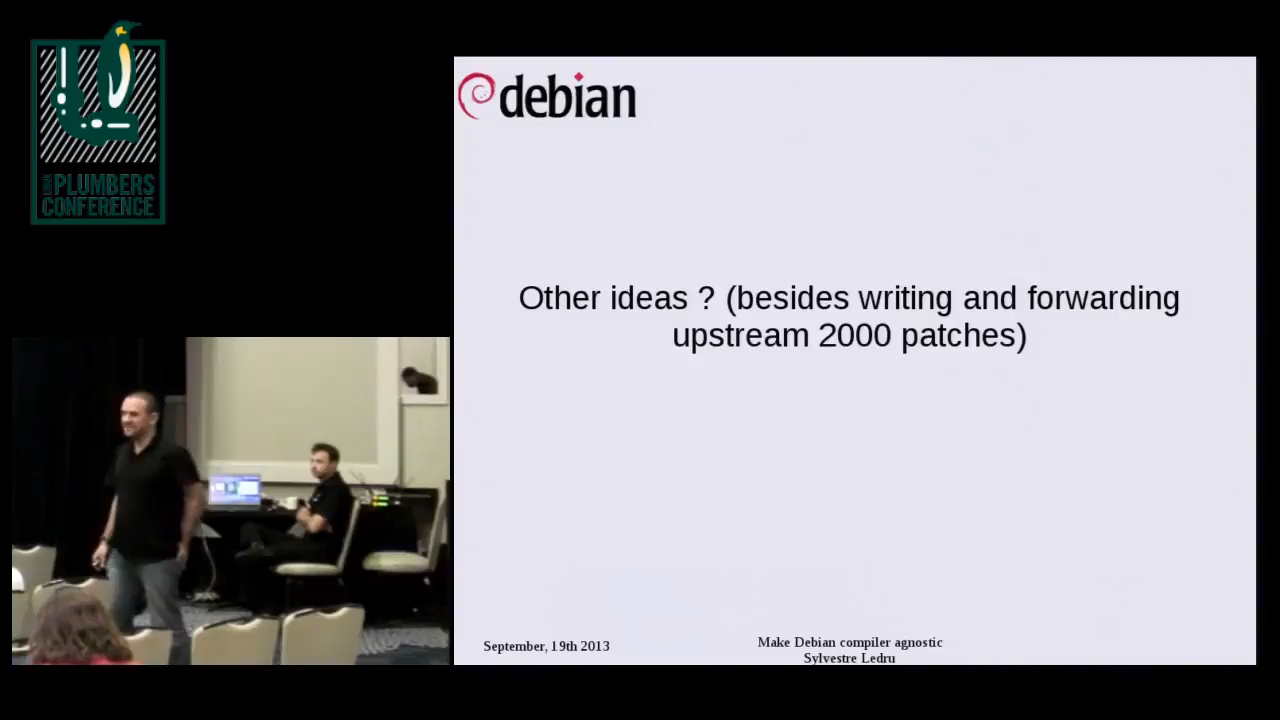 LINUX
PLUMBERS
CONFERENCE
debian
Other ideas ? (besides writing and forwarding
upstream 2000 patches)
September, 19th 2013
Make Debian compiler agnostic
Sylvestre Ledru